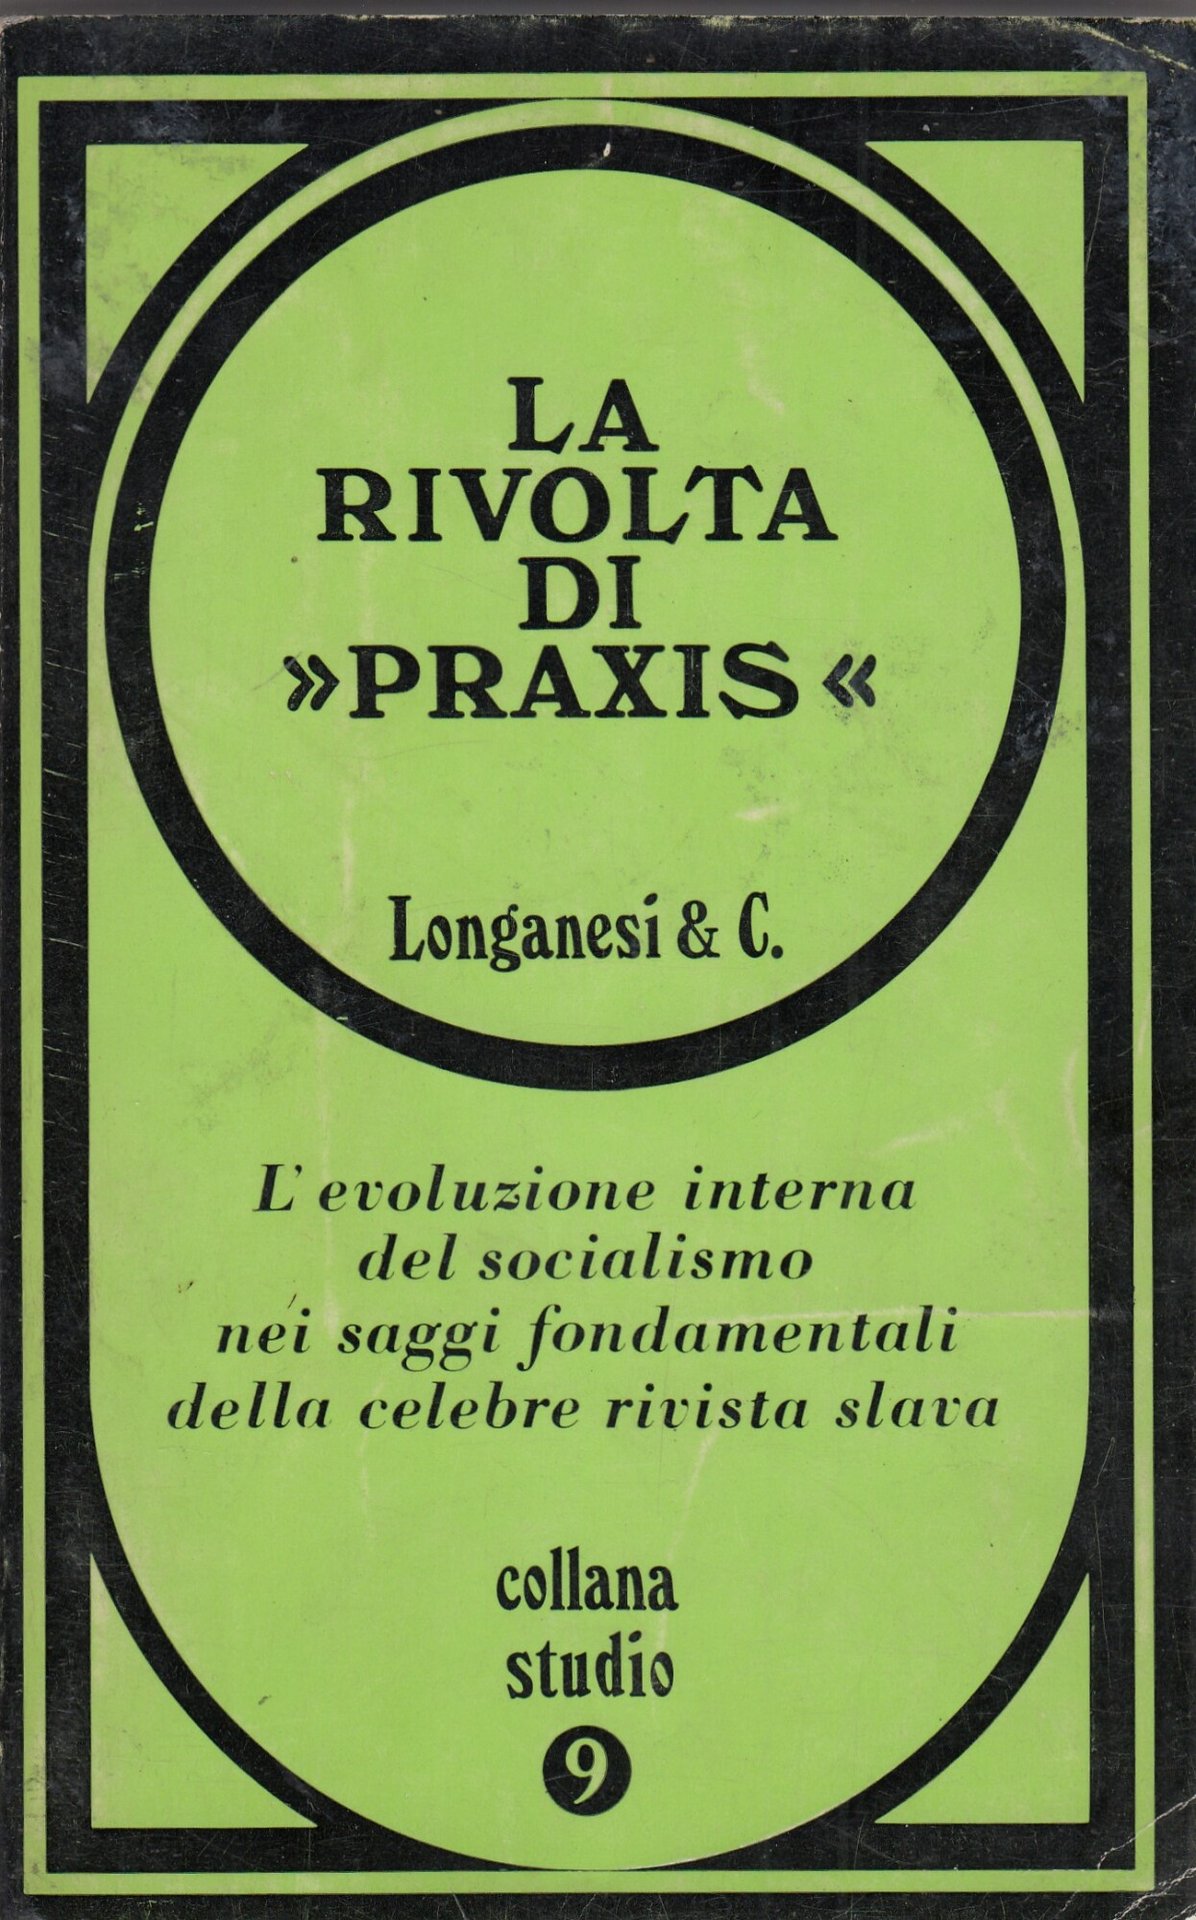 LA
RIVOLTA
DI
»PRAXIS«
Longanesi & C.
L'evoluzione interna
del socialismo
nei saggi fondamentali
della celebre rivista slava
collana
studio
9